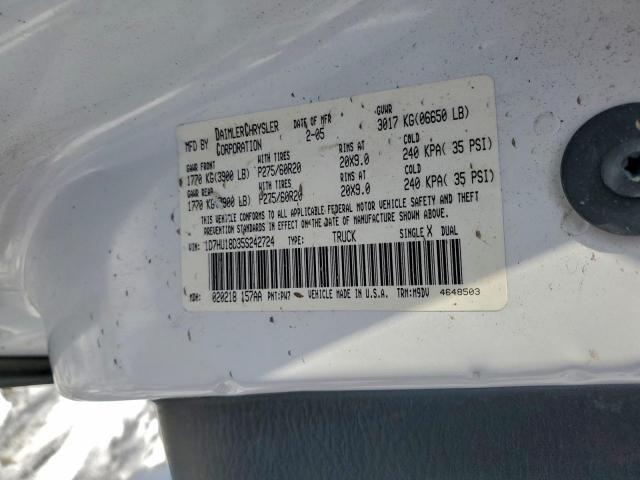 MFD BY DAIMLERCHRYSLER CORPORATION DATE OF MFR 2-05 GVWR 3017 KG(06650 LB)
GAWR FRONT WITH TIRES RIMS AT COLD
1770 KG(3900 LB) P275/60R20 20X9.0 240 KPA( 35 PSI)
GAWR REAR WITH TIRES RIMS AT COLD
1770 KG(3900 LB) P275/60R20 20X9.0 240 KPA( 35 PSI)
THIS VEHICLE CONFORMS TO ALL APPLICABLE FEDERAL MOTOR VEHICLE SAFETY AND THEFT
PREVENTION STANDARDS IN EFFECT ON THE DATE OF MANUFACTURE SHOWN ABOVE.
VIN: 1D7HU18D35S242724 TYPE: TRUCK SINGLE X DUAL
MDH: 020218 157AA PNT:PW7 VEHICLE MADE IN U.S.A. TRM:M9DV 4648503